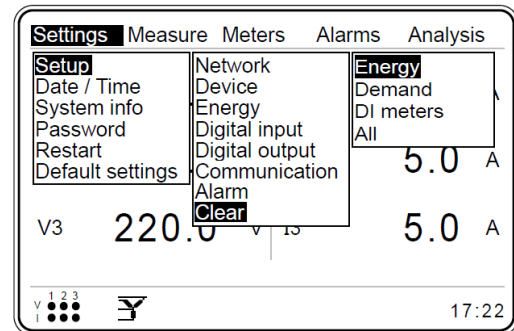 Settings Measure Meters Alarms Analysis
Setup
Date / Time
System info
Password
Restart
Default settings
Network
Device
Energy
Digital input
Digital output
Communication
Alarm
Clear
Energy
Demand
DI meters
All
5.0 A
V3 220.0 V I3 5.0 A
1 2 3
V
I
17:22